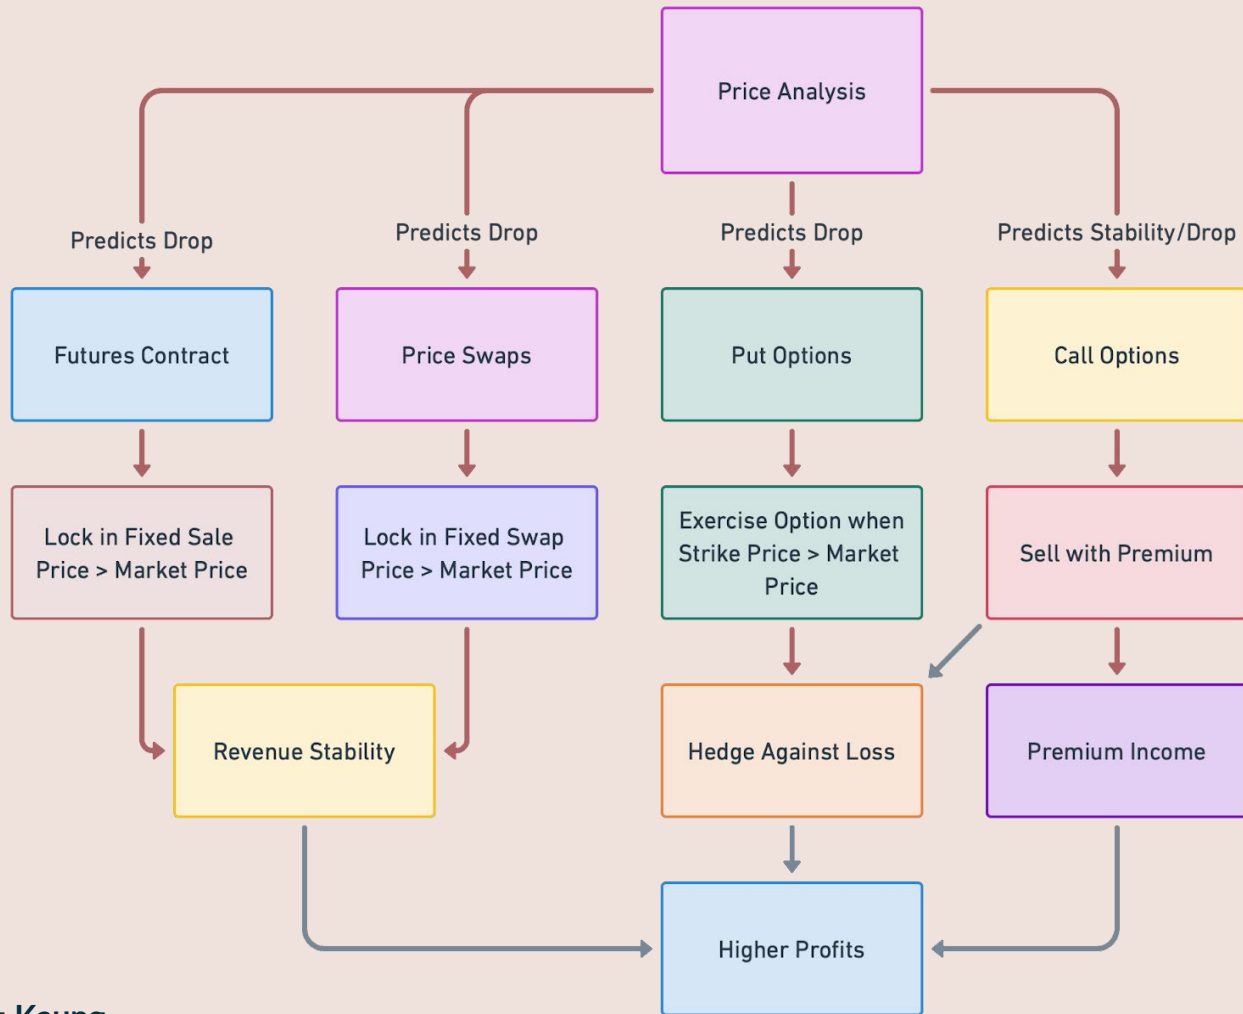 Price Analysis
Predicts Drop
Predicts Drop
Predicts Drop
Predicts Stability/Drop
Futures Contract
Price Swaps
Put Options
Call Options
Lock in Fixed Sale
Price > Market Price
Lock in Fixed Swap
Price > Market Price
Exercise Option when
Strike Price > Market
Price
Sell with Premium
Revenue Stability
Hedge Against Loss
Premium Income
Higher Profits